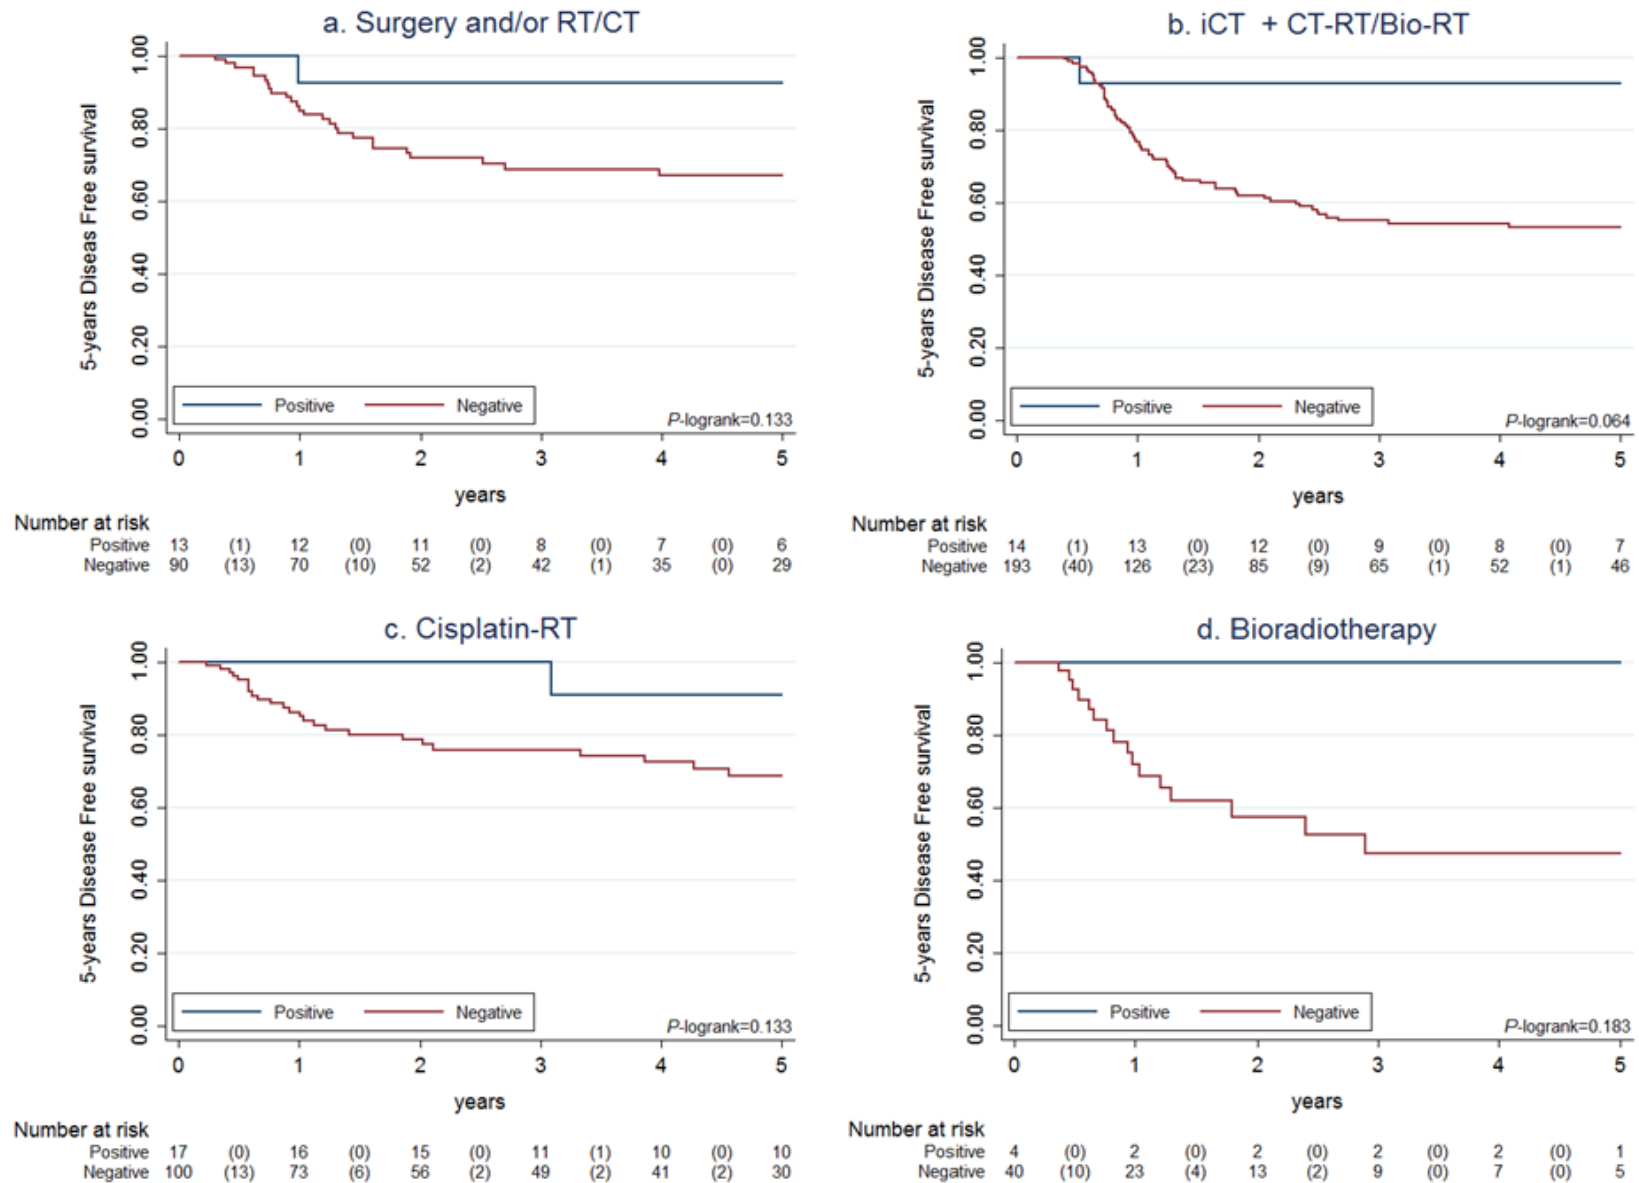 a. Surgery and/or RT/CT
5-years Diseas Free survival
1.00
0.80
0.60
0.40
0.20
0.00
Positive Negative
P-logrank=0.133
0 1 2 3 4 5
years
Number at risk
Positive 13 (1) 12 (0) 11 (0) 8 (0) 7 (0) 6
Negative 90 (13) 70 (10) 52 (2) 42 (1) 35 (0) 29
b. iCT + CT-RT/Bio-RT
5-years Disease Free survival
1.00
0.80
0.60
0.40
0.20
0.00
Positive Negative
P-logrank=0.064
0 1 2 3 4 5
years
Number at risk
Positive 14 (1) 13 (0) 12 (0) 9 (0) 8 (0) 7
Negative 193 (40) 126 (23) 85 (9) 65 (1) 52 (1) 46
c. Cisplatin-RT
5-years Disease Free survival
1.00
0.80
0.60
0.40
0.20
0.00
Positive Negative
P-logrank=0.133
0 1 2 3 4 5
years
Number at risk
Positive 17 (0) 16 (0) 15 (0) 11 (1) 10 (0) 10
Negative 100 (13) 73 (6) 56 (2) 49 (2) 41 (2) 30
d. Bioradiotherapy
5-years Disease Free survival
1.00
0.80
0.60
0.40
0.20
0.00
Positive Negative
P-logrank=0.183
0 1 2 3 4 5
years
Number at risk
Positive 4 (0) 2 (0) 2 (0) 2 (0) 2 (0) 1
Negative 40 (10) 23 (4) 13 (2) 9 (0) 7 (0) 5